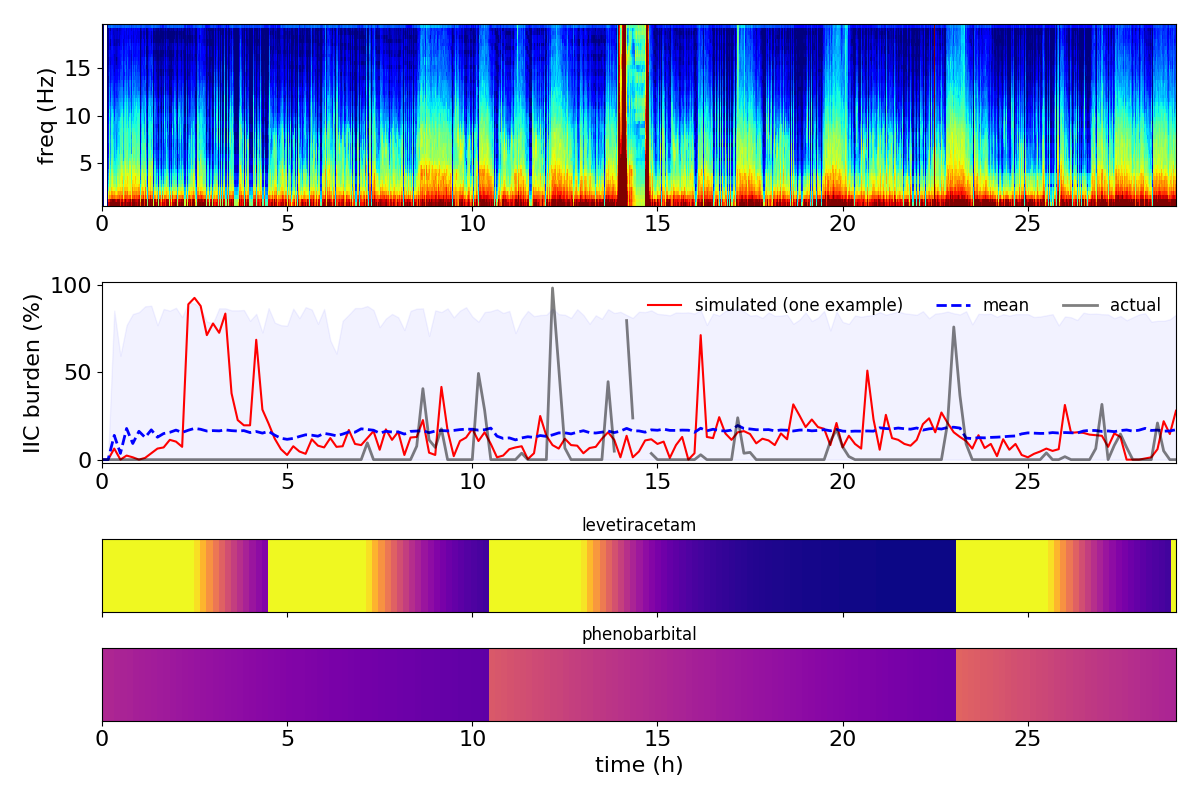 freq (Hz)
15
10
5
0 5 10 15 20 25
IIC burden (%)
100
50
0
simulated (one example) mean actual
0 5 10 15 20 25
levetiracetam
phenobarbital
0 5 10 15 20 25
time (h)